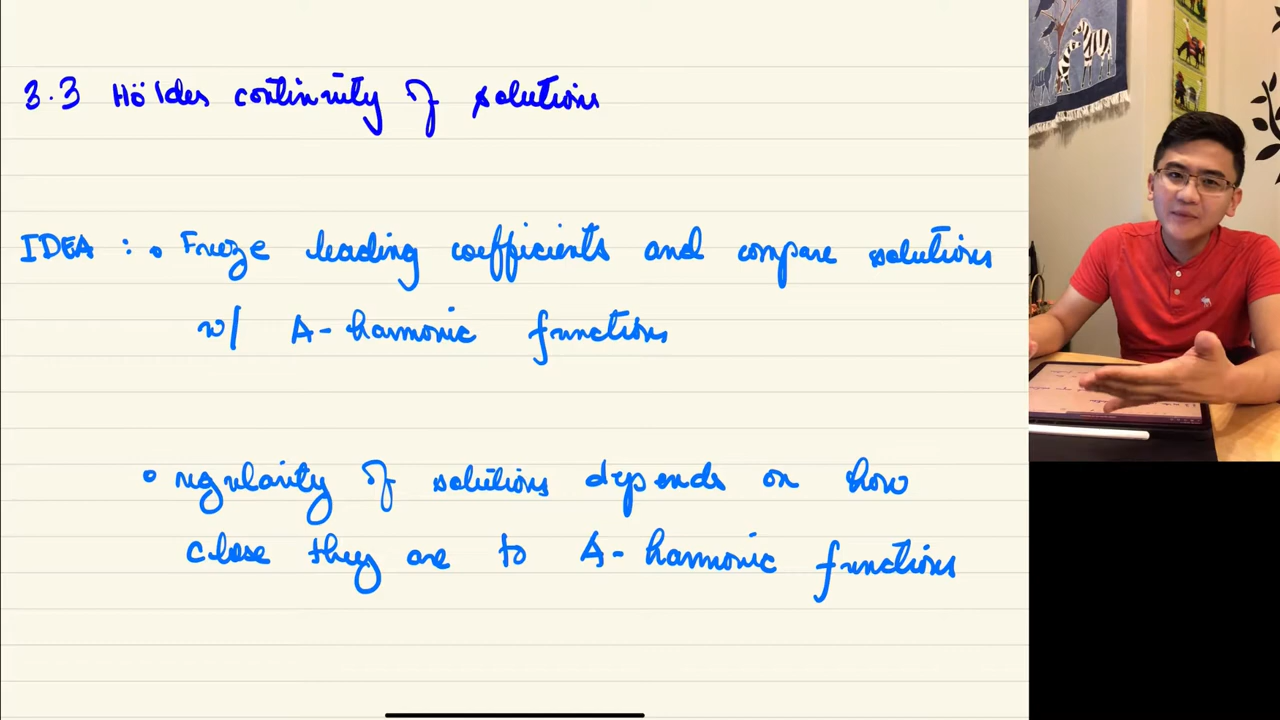 3.3 Hölder continuity of solutions
IDEA : • Freeze leading coefficients and compare solutions
w/ A-harmonic functions
• regularity of solutions depends on how
close they are to A-harmonic functions